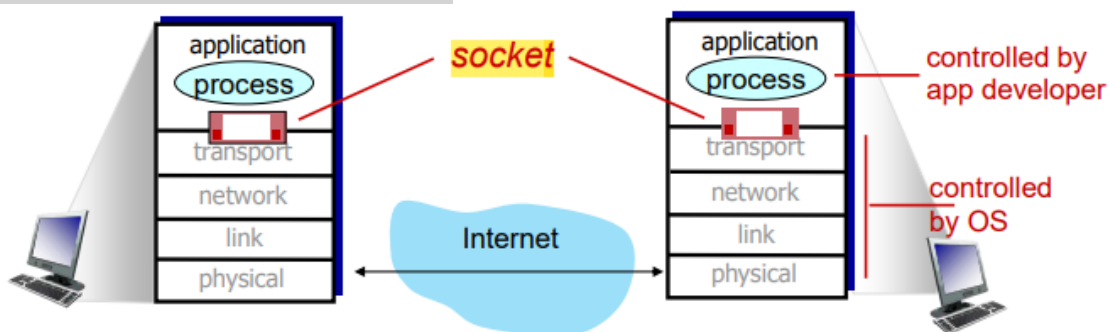 application
process
transport
network
link
physical
socket
Internet
application
process
transport
network
link
physical
controlled by
app developer
controlled
by OS